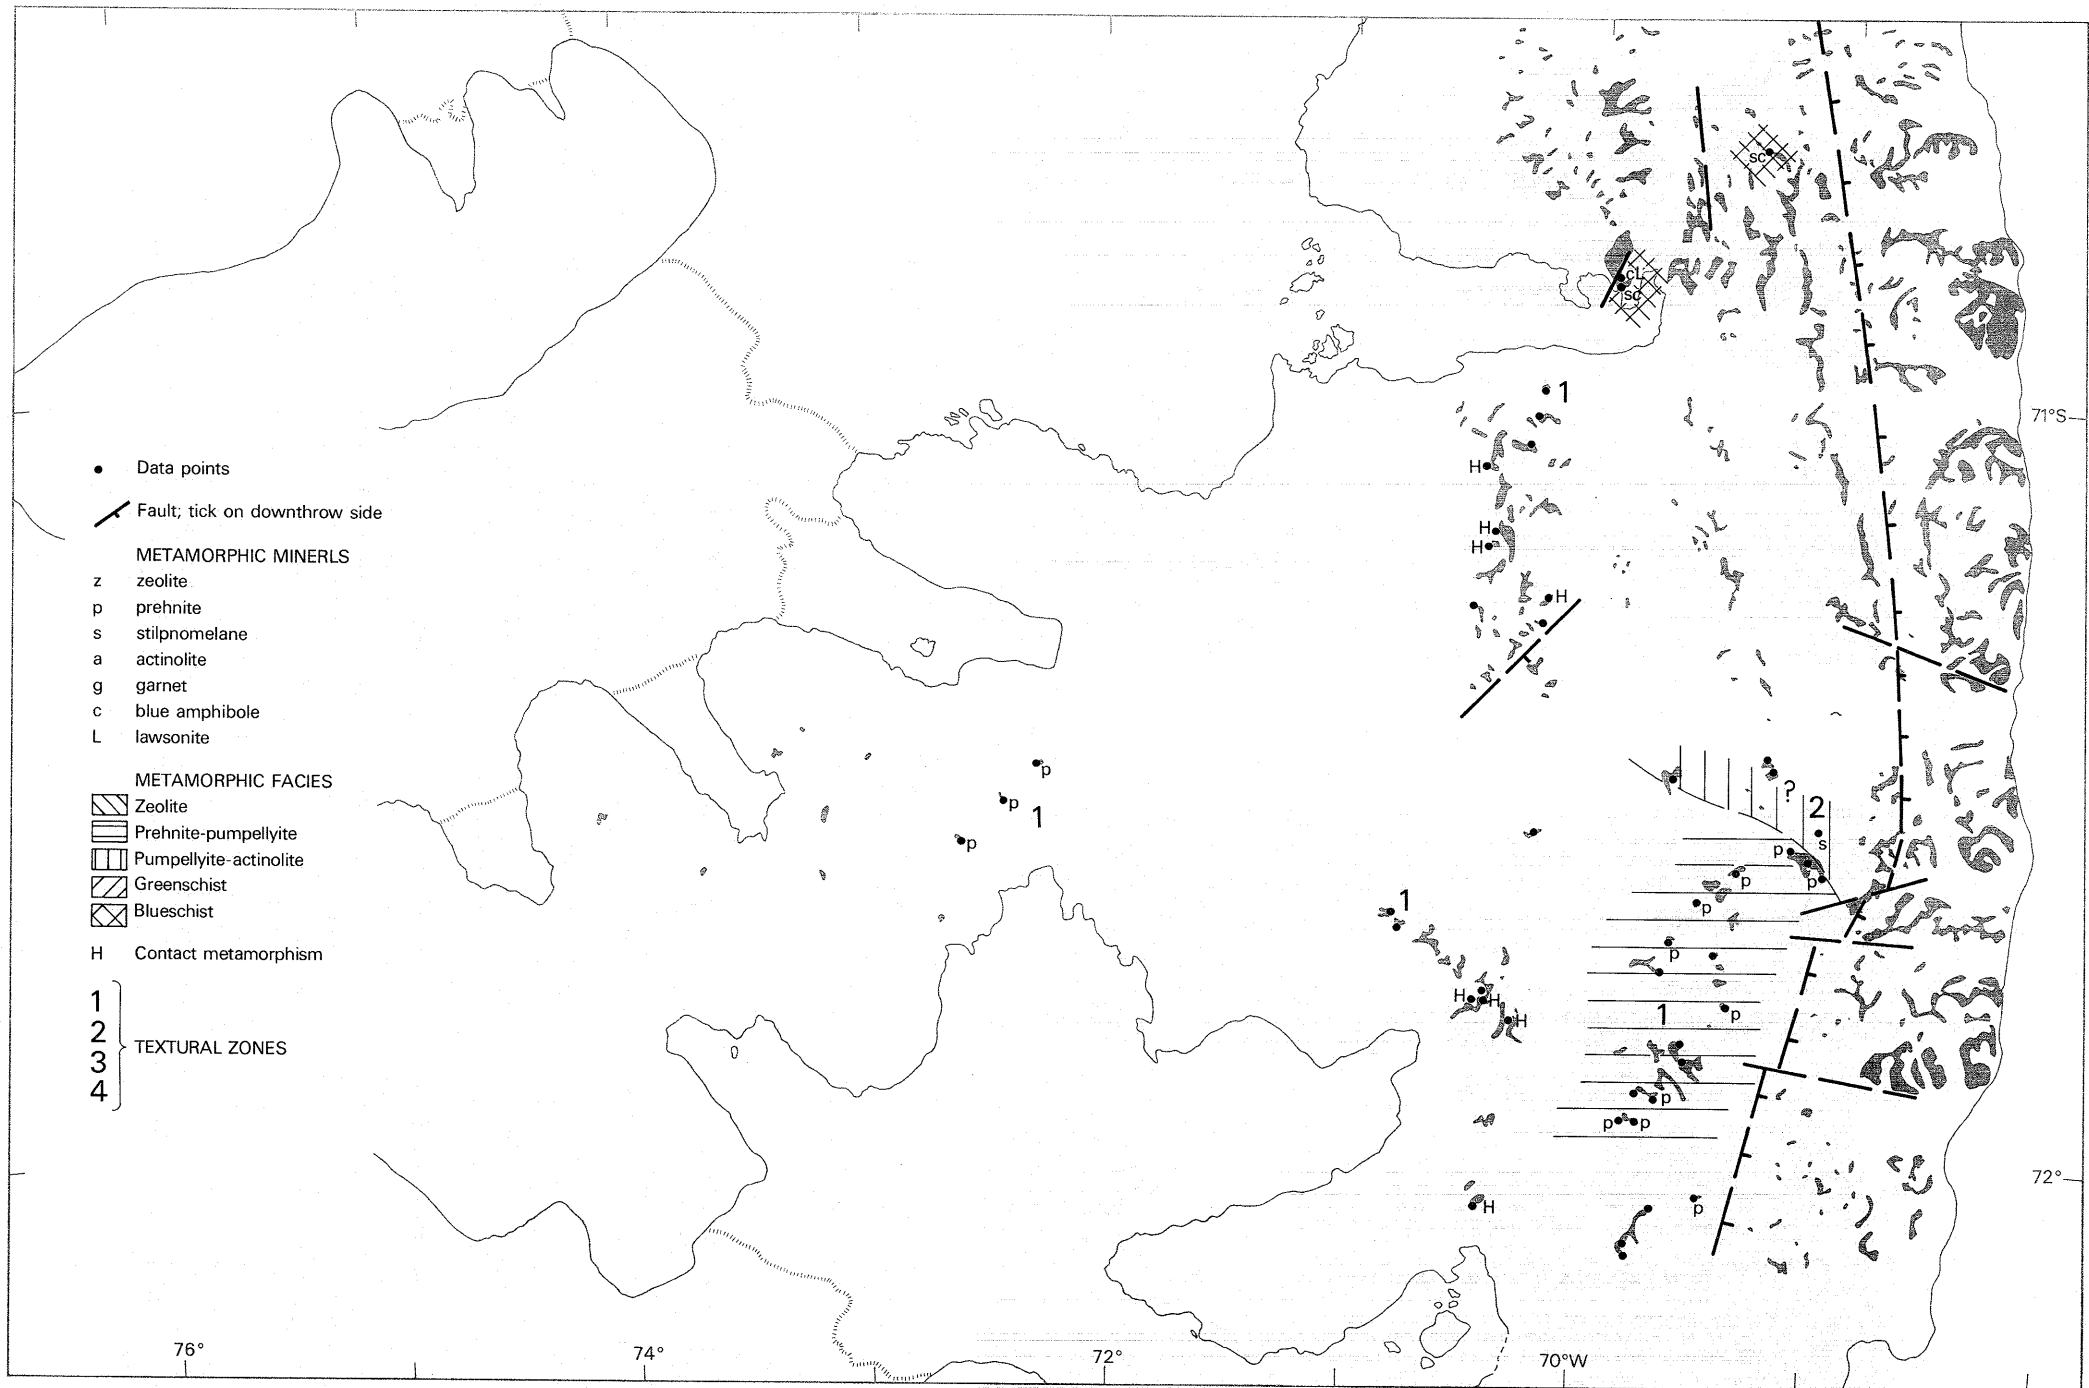 sc
cL
sc
1
71°S
H
Data points
H
Fault; tick on downthrow side
H
METAMORPHIC MINERLS
z zeolite
H
p prehnite
s stilpnomelane
a actinolite
g garnet
c blue amphibole
L lawsonite
p
METAMORPHIC FACIES
?
Zeolite
p
2
1
Prehnite-pumpellyite
p
s
p
Pumpellyite-actinolite
p
p
Greenschist
1
p
Blueschist
H Contact metamorphism
p
H
H
1
p
1
H
2
TEXTURAL ZONES
3
4
p
p
p
72°
H
p
76°
74°
72°
70°W